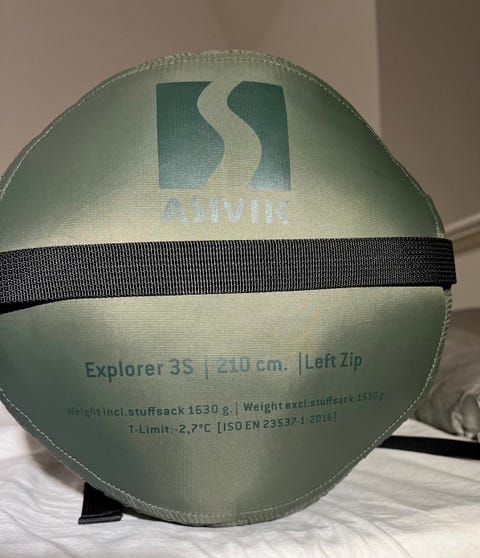 ASIVIK
Explorer 3S | 210 cm. | Left Zip
Weight incl.stuffsack 1630 g. | Weight excl.stuffsack:1530g.
T-Limit:-2,7°C [ISO EN 23537-1:2016]